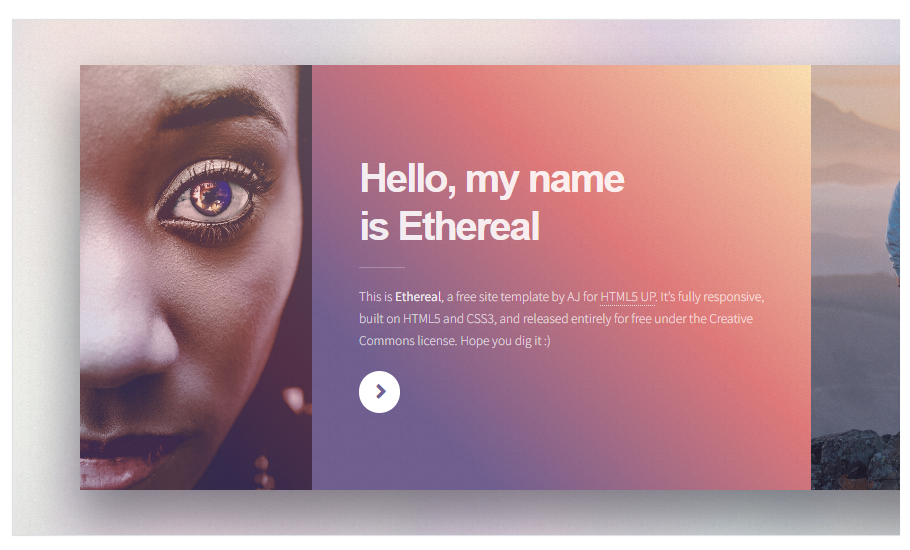 Hello, my name
is Ethereal
This is Ethereal, a free site template by AJ for HTML5 UP. It's fully responsive,
built on HTML5 and CSS3, and released entirely for free under the Creative
Commons license. Hope you dig it :)